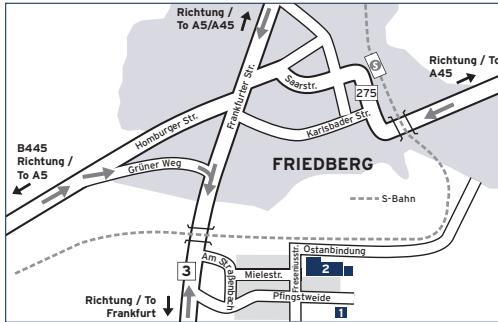 Richtung /
To A5/A45
Richtung / To
A45
S
Saarstr.
275
Homburger Str.
Frankfurter Str.
Karlsbader Str.
B445
Richtung /
To A5
Grüner Weg
FRIEDBERG
S-Bahn
Ostanbindung
Am Straßenbach
Freseniusstr.
3
2
Mielestr.
Pfingstweide
Richtung / To
Frankfurt
1